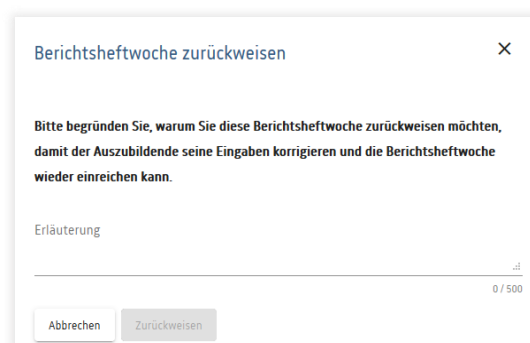 Berichtsheftwoche zurückweisen
Bitte begründen Sie, warum Sie diese Berichtsheftwoche zurückweisen möchten,
damit der Auszubildende seine Eingaben korrigieren und die Berichtsheftwoche
wieder einreichen kann.
Erläuterung
0 / 500
Abbrechen Zurückweisen